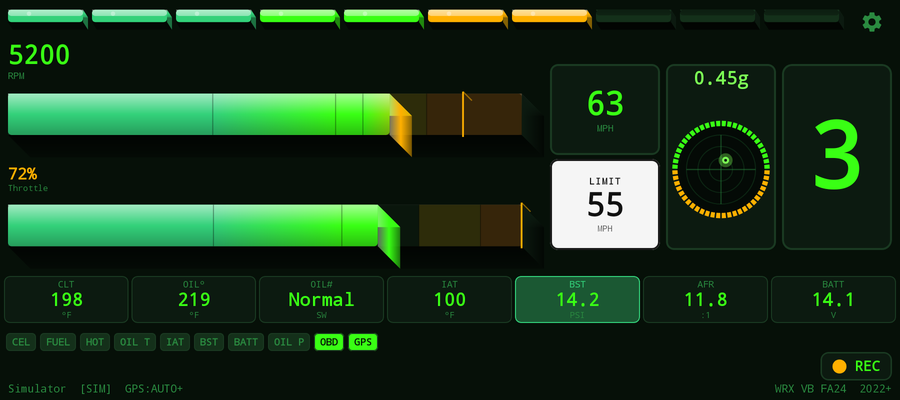 5200
RPM
0.45g
63
MPH
3
72%
Throttle
LIMIT
55
MPH
CLT
198
°F
OIL°
219
°F
OIL#
Normal
SW
IAT
100
°F
BST
14.2
PSI
AFR
11.8
:1
BATT
14.1
V
CEL FUEL HOT OIL T IAT BST BATT OIL P OBD GPS
REC
Simulator [SIM] GPS:AUTO+
WRX VB FA24 2022+